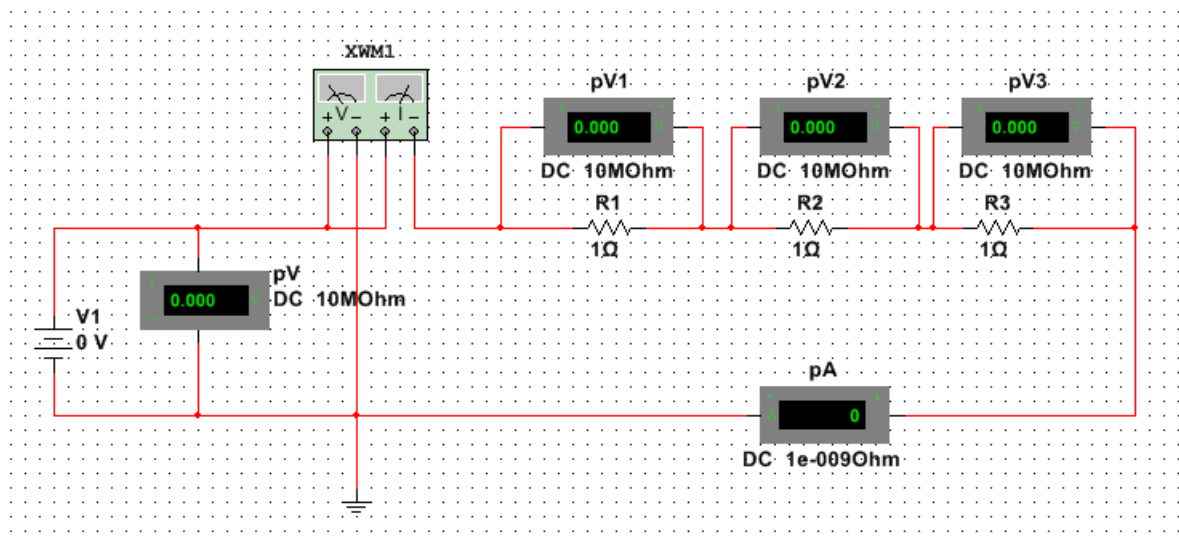 XWM1
V I
+ - + -
pV1
0.000 V
DC 10MOhm
R1
1Ω
pV2
0.000 V
DC 10MOhm
R2
1Ω
pV3
0.000 V
DC 10MOhm
R3
1Ω
pV
0.000 V
DC 10MOhm
V1
0 V
pA
A 0
DC 1e-009Ohm